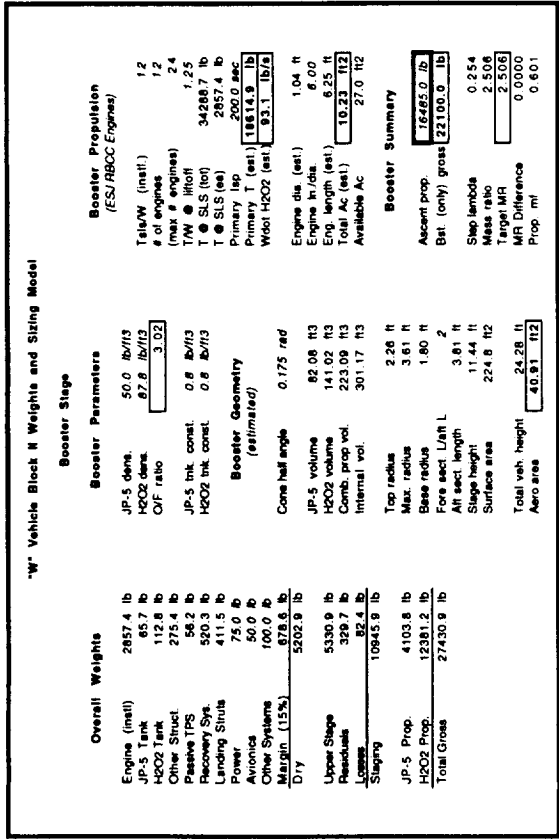 "W" Vehicle Block II Weights and Sizing Model
Booster Stage
Overall Weights
Engine (instl) 2857.4 lb
JP-5 Tank 65.7 lb
H2O2 Tank 112.8 lb
Other Struct. 275.4 lb
Passive TPS 56.2 lb
Recovery Sys. 520.3 lb
Landing Struts 411.5 lb
Power 75.0 lb
Avionics 50.0 lb
Other Systems 100.0 lb
Margin (15%) 678.6 lb
Dry 5202.9 lb
Upper Stage 5330.9 lb
Residuals 329.7 lb
Losses 82.4 lb
Staging 10945.9 lb
JP-5 Prop. 4103.8 lb
H2O2 Prop. 12381.2 lb
Total Gross 27430.9 lb
Booster Parameters
JP-5 dens. 50.0 lb/ft3
H2O2 dens. 87.8 lb/ft3
O/F ratio 3.02
JP-5 tnk. const. 0.8 lb/ft3
H2O2 tnk. const. 0.8 lb/ft3
Booster Geometry
(estimated)
Cone half angle 0.175 rad
JP-5 volume 82.08 ft3
H2O2 volume 141.02 ft3
Comb. prop vol. 223.09 ft3
Internal vol. 301.17 ft3
Top radius 2.26 ft
Max. radius 3.61 ft
Base radius 1.80 ft
Fore sect. L/aft L 2
Aft sect. length 3.81 ft
Stage height 11.44 ft
Surface area 224.8 ft2
Total veh. height 24.28 ft
Aero area 40.91 ft2
Booster Propulsion
(ESJ RBCC Engines)
Tsls/W (instl.) 12
# of engines 12
(max # engines) 24
T/W @ liftoff 1.25
T @ SLS (tot) 34288.7 lb
T @ SLS (ea) 2857.4 lb
Primary Isp 200.0 sec
Primary T (est.) 18614.9 lb
Wdot H2O2 (est.) 93.1 lb/s
Engine dia. (est.) 1.04 ft
Engine ln./dia. 6.00
Eng. length (est.) 6.25 ft
Total Ac (est.) 10.23 ft2
Available Ac 27.0 ft2
Booster Summary
Ascent prop. 16485.0 lb
Bst. (only) gross 22100.0 lb
Step lambda 0.254
Mass ratio 2.506
Target MR 2.506
MR Difference 0.0000
Prop. mf 0.601